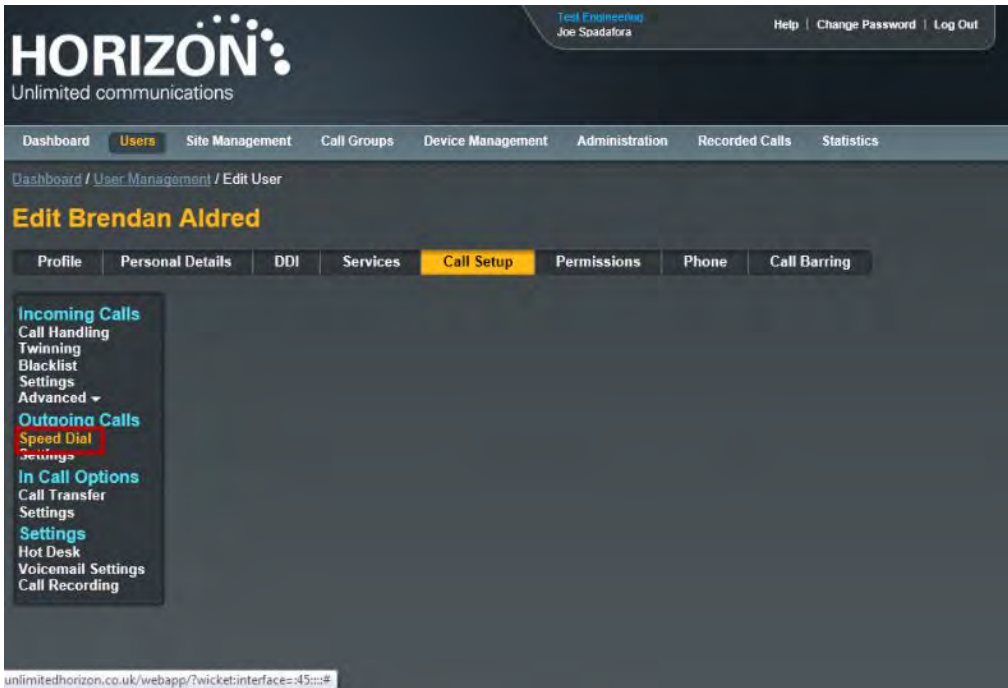 Test Engineering
Joe Spadafora
Help | Change Password | Log Out
HORIZON
Unlimited communications
Dashboard Users Site Management Call Groups Device Management Administration Recorded Calls Statistics
Dashboard / User Management / Edit User
Edit Brendan Aldred
Profile Personal Details DDI Services Call Setup Permissions Phone Call Barring
Incoming Calls
Call Handling
Twinning
Blacklist
Settings
Advanced
Outgoing Calls
Speed Dial
Settings
In Call Options
Call Transfer
Settings
Settings
Hot Desk
Voicemail Settings
Call Recording
unlimitedhorizon.co.uk/webapp/?wicket:interface=:45::::#